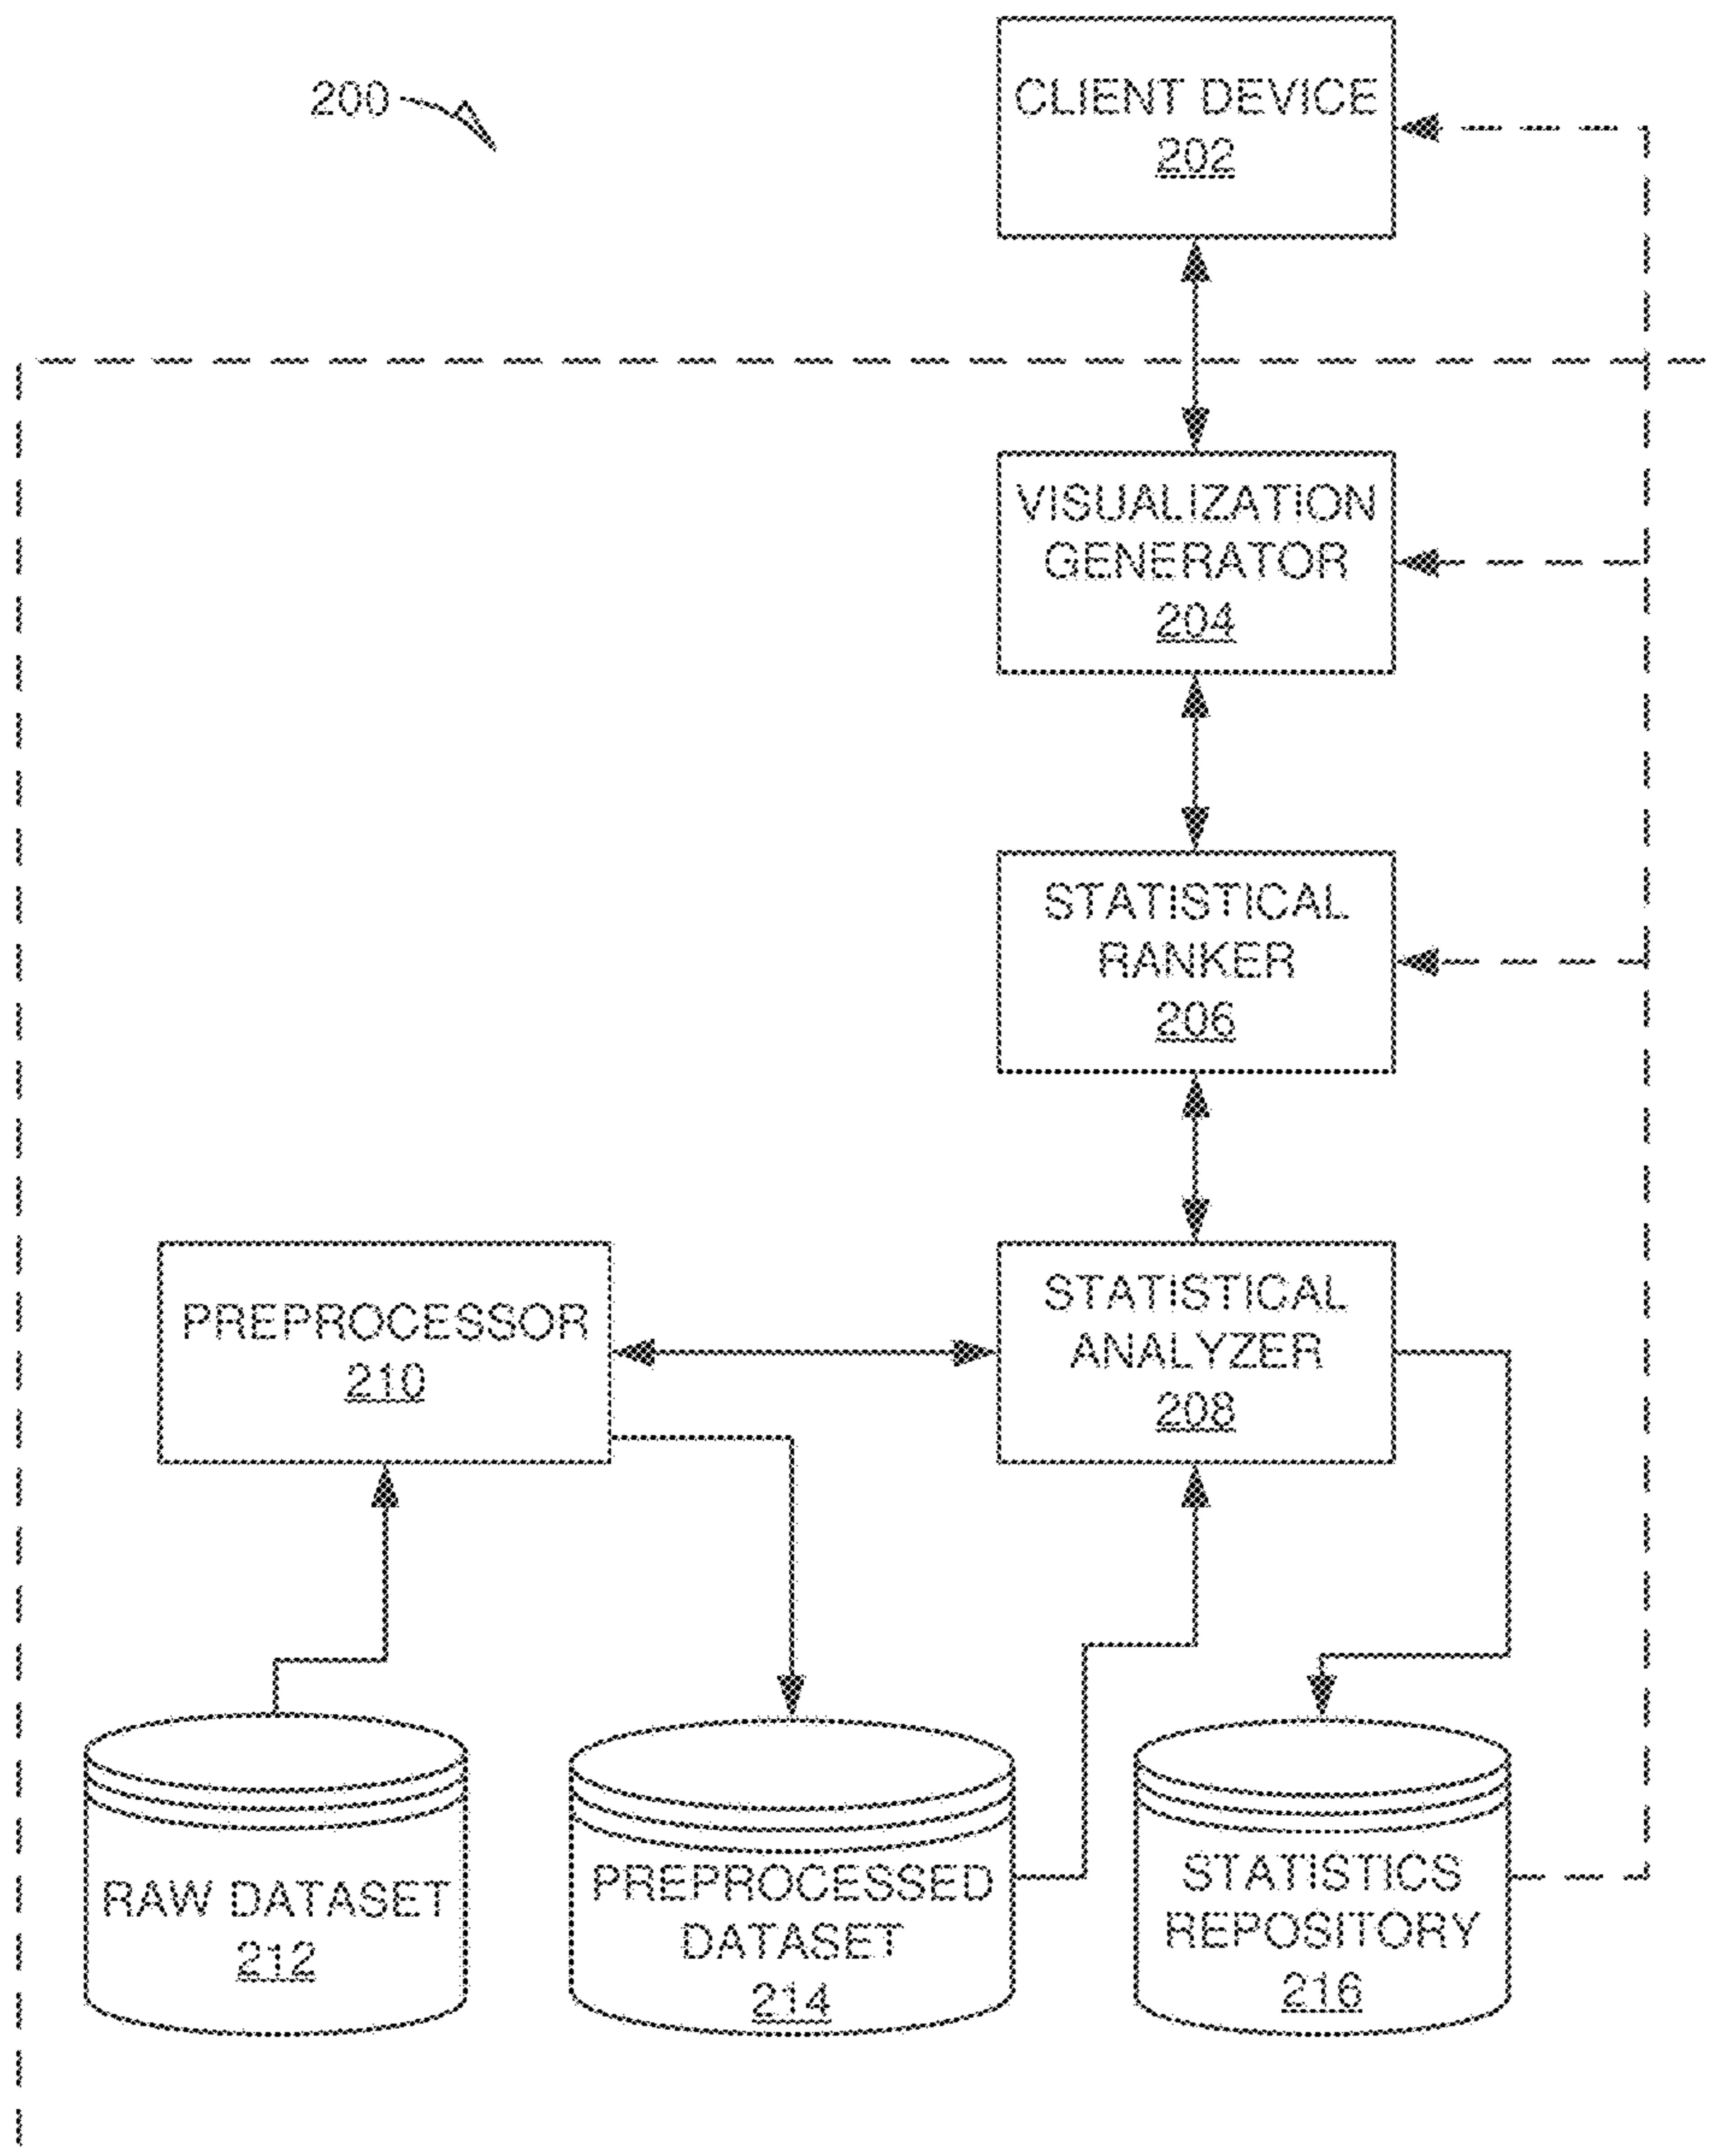 200
CLIENT DEVICE
202
VISUALIZATION
GENERATOR
204
STATISTICAL
RANKER
206
PREPROCESSOR
210
STATISTICAL
ANALYZER
208
RAW DATASET
212
PREPROCESSED
DATASET
214
STATISTICS
REPOSITORY
216